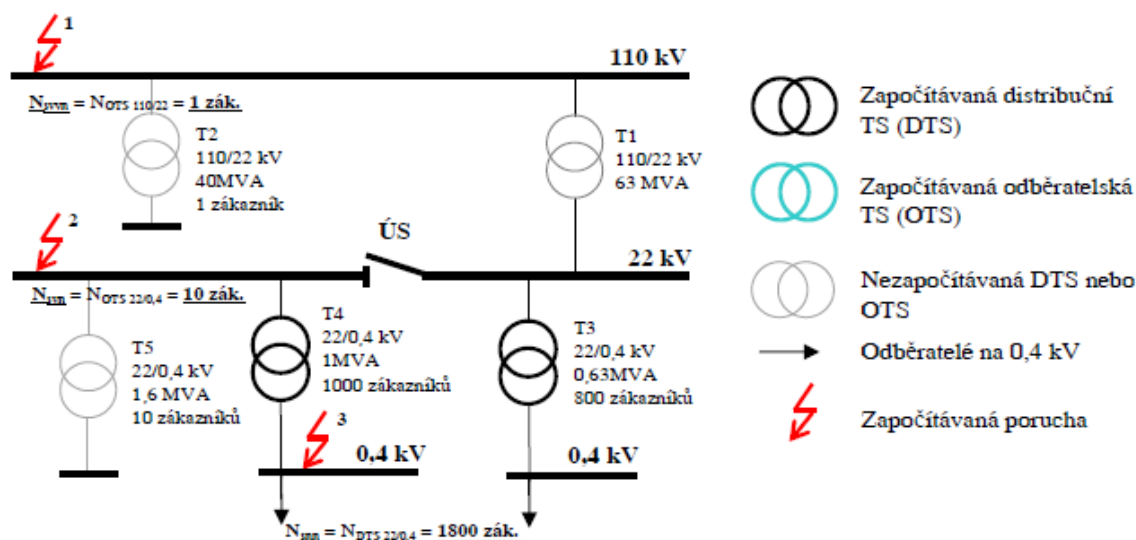 1
110 kV
N_svvn = N_OTS 110/22 = 1 zák.
T2
110/22 kV
40MVA
1 zákazník
T1
110/22 kV
63 MVA
2
ÚS
22 kV
N_svn = N_OTS 22/0,4 = 10 zák.
T5
22/0,4 kV
1,6 MVA
10 zákazníků
T4
22/0,4 kV
1MVA
1000 zákazníků
T3
22/0,4 kV
0,63MVA
800 zákazníků
3
0,4 kV
0,4 kV
N_snn = N_DTS 22/0,4 = 1800 zák.
Započítávaná distribuční
TS (DTS)
Započítávaná odběratelská
TS (OTS)
Nezapočítávaná DTS nebo
OTS
Odběratelé na 0,4 kV
Započítávaná porucha